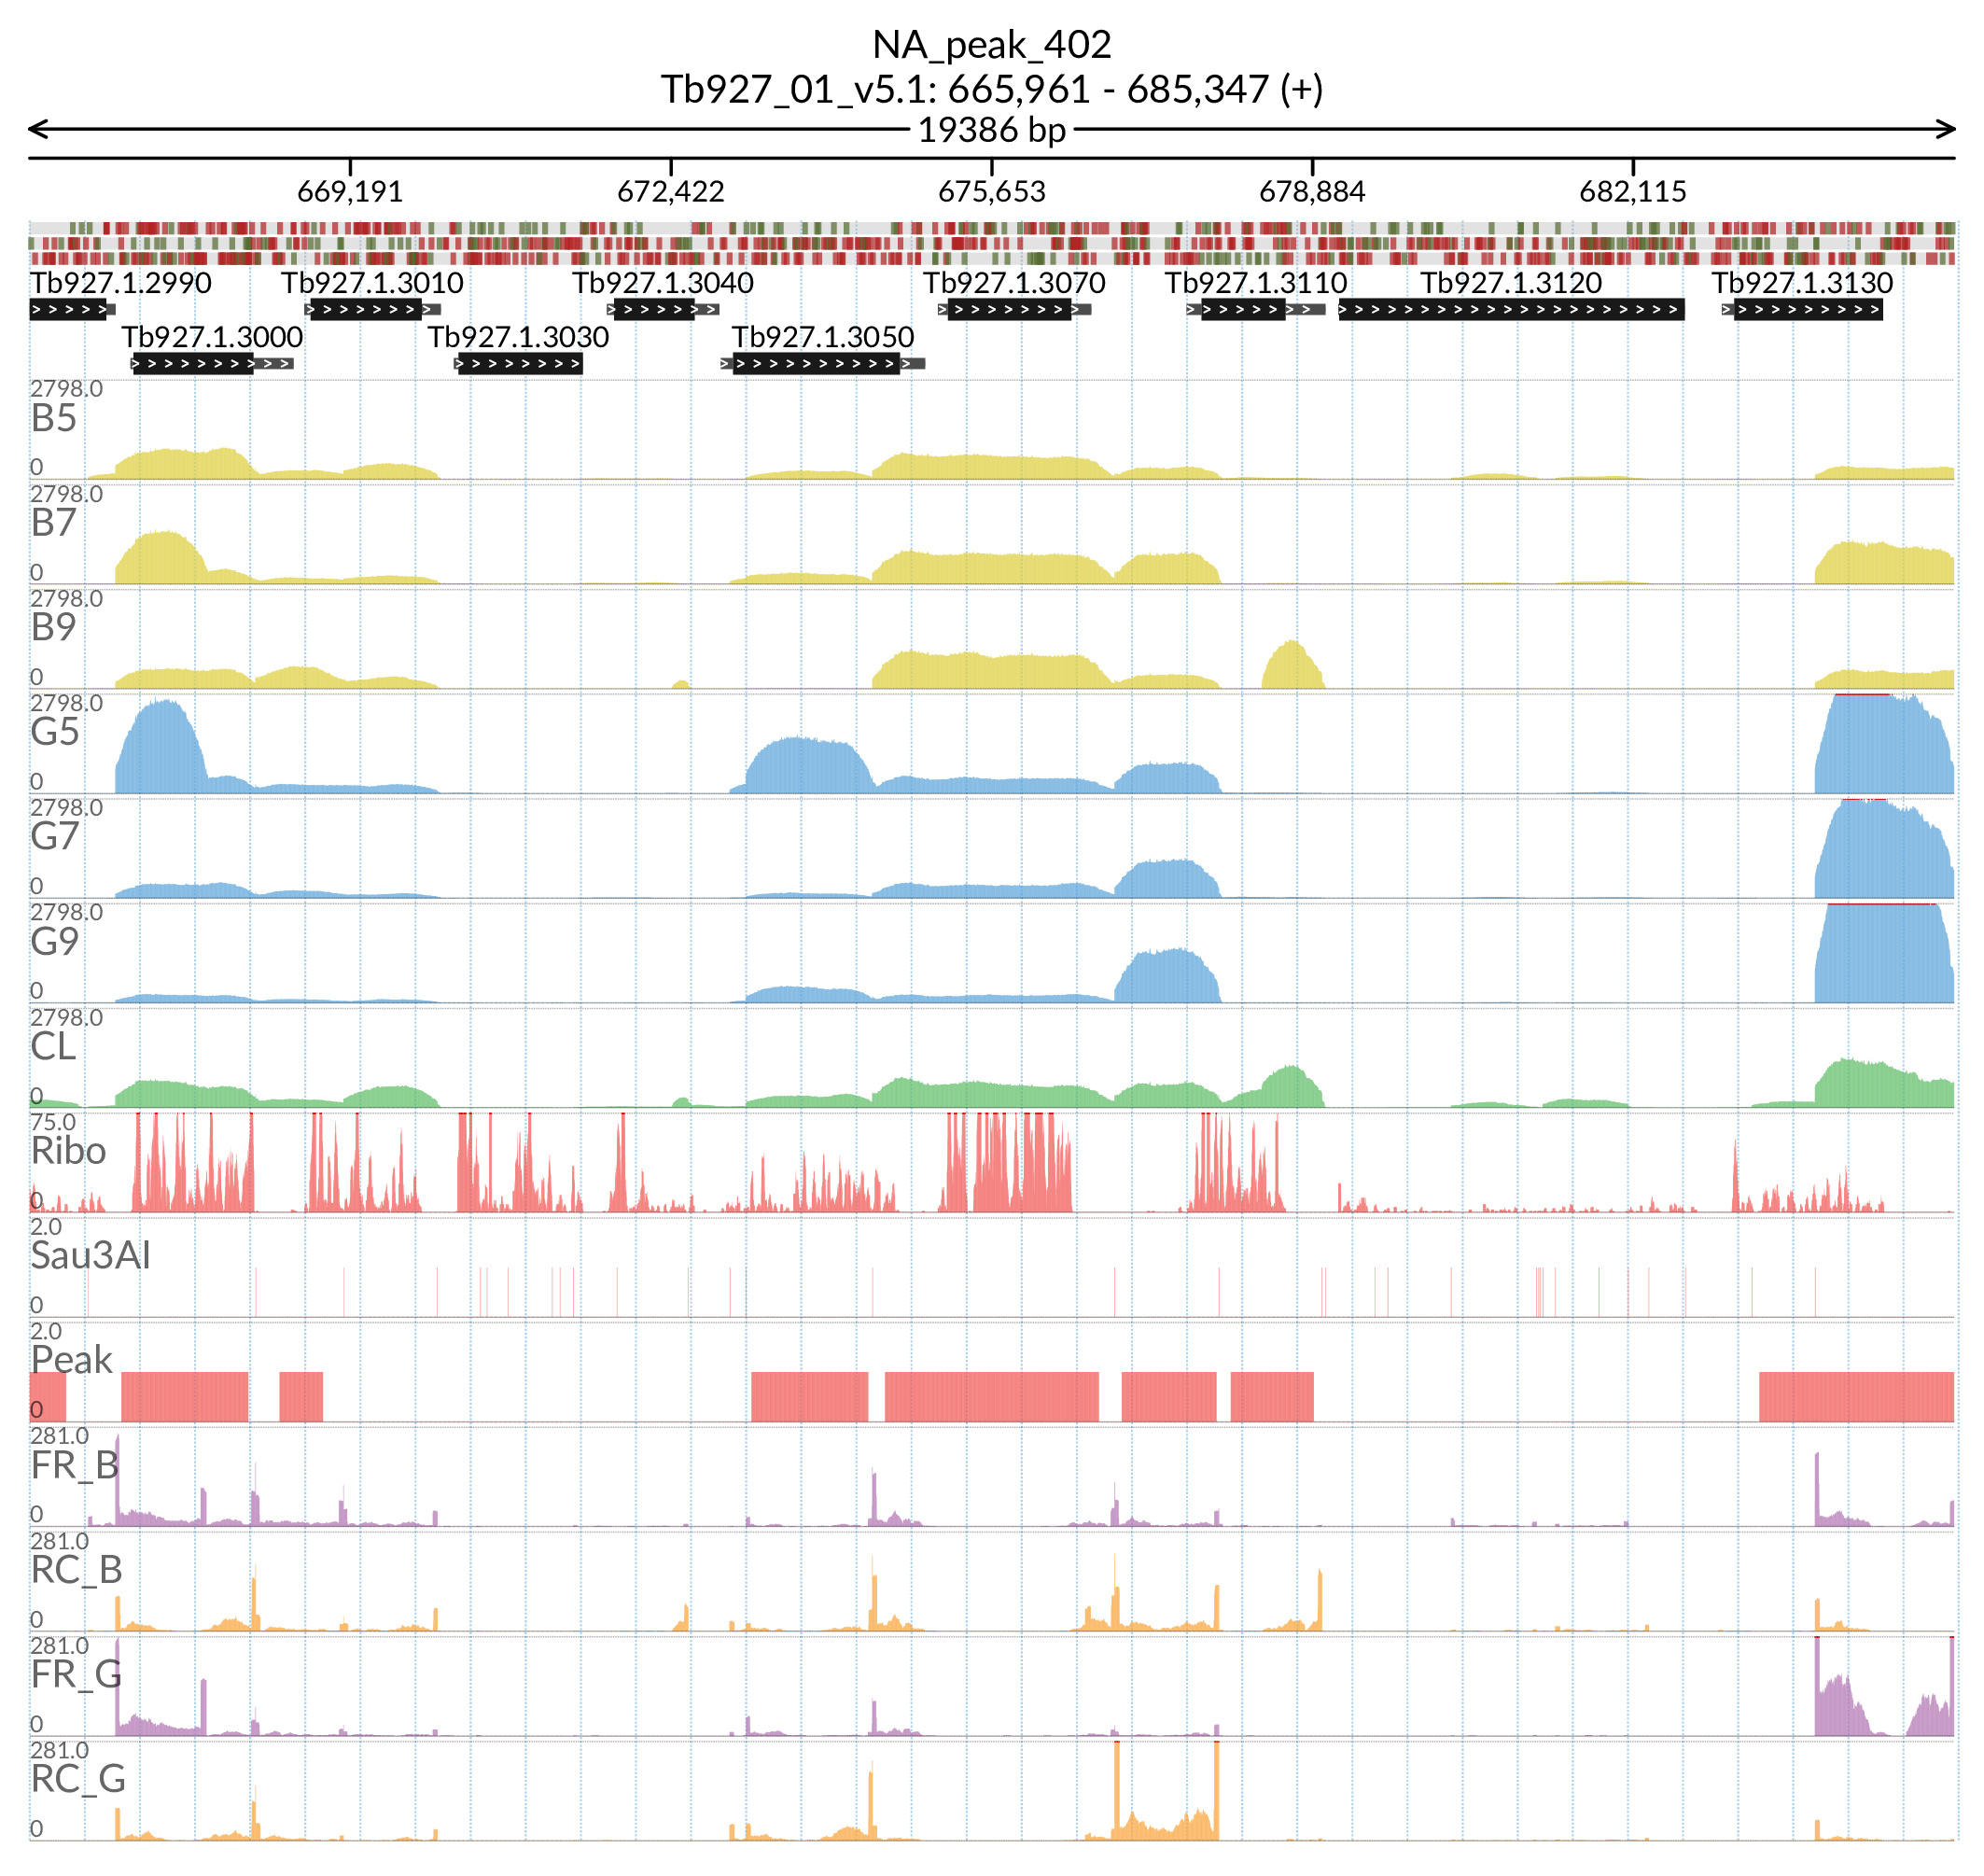 NA_peak_402
Tb927_01_v5.1: 665,961 - 685,347 (+)
19386 bp
669,191 672,422 675,653 678,884 682,115
Tb927.1.2990 Tb927.1.3010 Tb927.1.3040 Tb927.1.3070 Tb927.1.3110 Tb927.1.3120 Tb927.1.3130
Tb927.1.3000 Tb927.1.3030 Tb927.1.3050
2798.0
B5
0
2798.0
B7
0
2798.0
B9
0
2798.0
G5
0
2798.0
G7
0
2798.0
G9
0
2798.0
CL
0
75.0
Ribo
0
2.0
Sau3AI
0
2.0
Peak
0
281.0
FR_B
0
281.0
RC_B
0
281.0
FR_G
0
281.0
RC_G
0